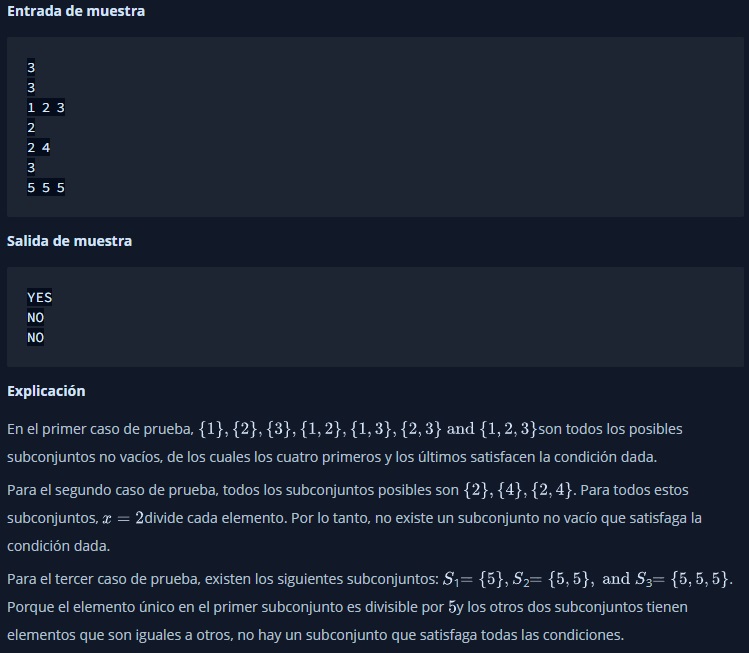 Entrada de muestra
3
3
1 2 3
2
2 4
3
5 5 5
Salida de muestra
YES
NO
NO
Explicación
En el primer caso de prueba, {1}, {2}, {3}, {1, 2}, {1, 3}, {2, 3} and {1, 2, 3}son todos los posibles
subconjuntos no vacíos, de los cuales los cuatro primeros y los últimos satisfacen la condición dada.
Para el segundo caso de prueba, todos los subconjuntos posibles son {2}, {4}, {2, 4}. Para todos estos
subconjuntos, x = 2divide cada elemento. Por lo tanto, no existe un subconjunto no vacío que satisfaga la
condición dada.
Para el tercer caso de prueba, existen los siguientes subconjuntos: S₁= {5}, S₂= {5, 5}, and S₃= {5, 5, 5}.
Porque el elemento único en el primer subconjunto es divisible por 5y los otros dos subconjuntos tienen
elementos que son iguales a otros, no hay un subconjunto que satisfaga todas las condiciones.